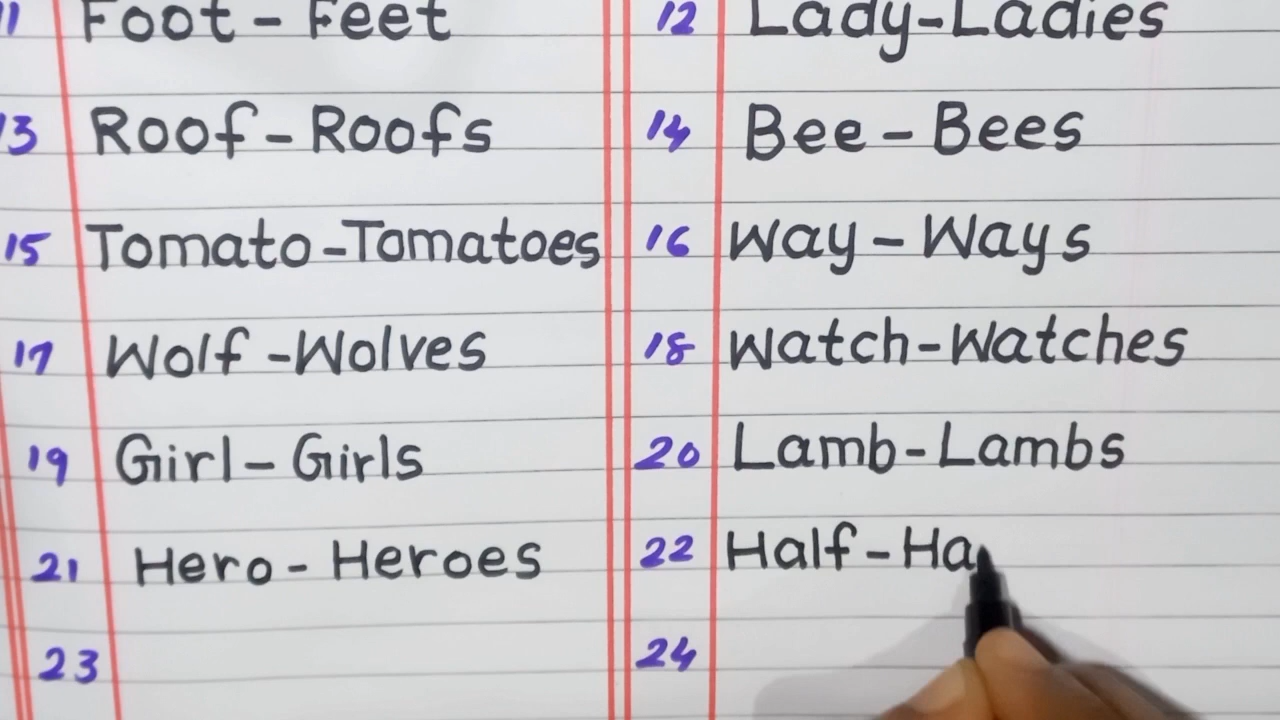 11 Foot - Feet 12 Lady-Ladies
13 Roof - Roofs 14 Bee - Bees
15 Tomato -Tomatoes 16 Way - Ways
17 Wolf -Wolves 18 Watch-Watches
19 Girl - Girls 20 Lamb-Lambs
21 Hero - Heroes 22 Half - Ha
23 24